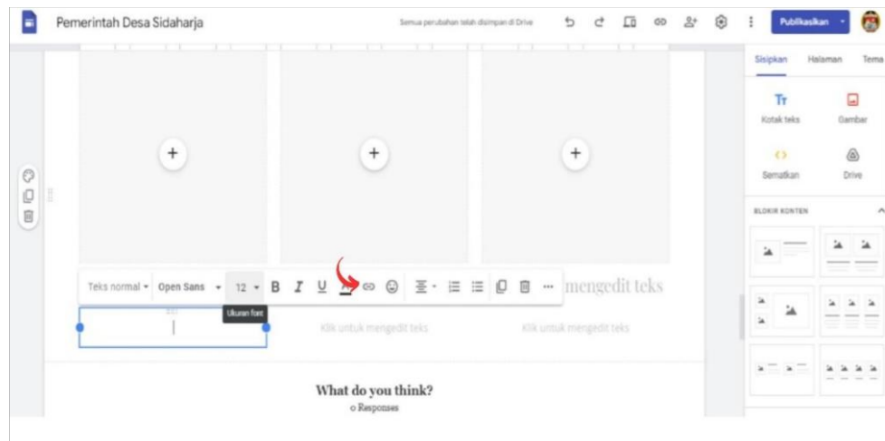 Pemerintah Desa Sidaharja
Semua perubahan telah disimpan di Drive
Publikasikan
Sisipkan Halaman Tema
Tr
Kotak teks Gambar
Sematkan Drive
BLOKIR KONTEN
Teks normal Open Sans 12 B I U A
mengedit teks
Ukuran font
Klik untuk mengedit teks Klik untuk mengedit teks
What do you think?
0 Responses